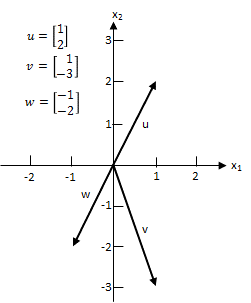 x₂
u = [1
2]
v = [1
-3]
w = [-1
-2]
3
2
1
u
-2 -1 1 2 x₁
w
-1
v
-2
-3